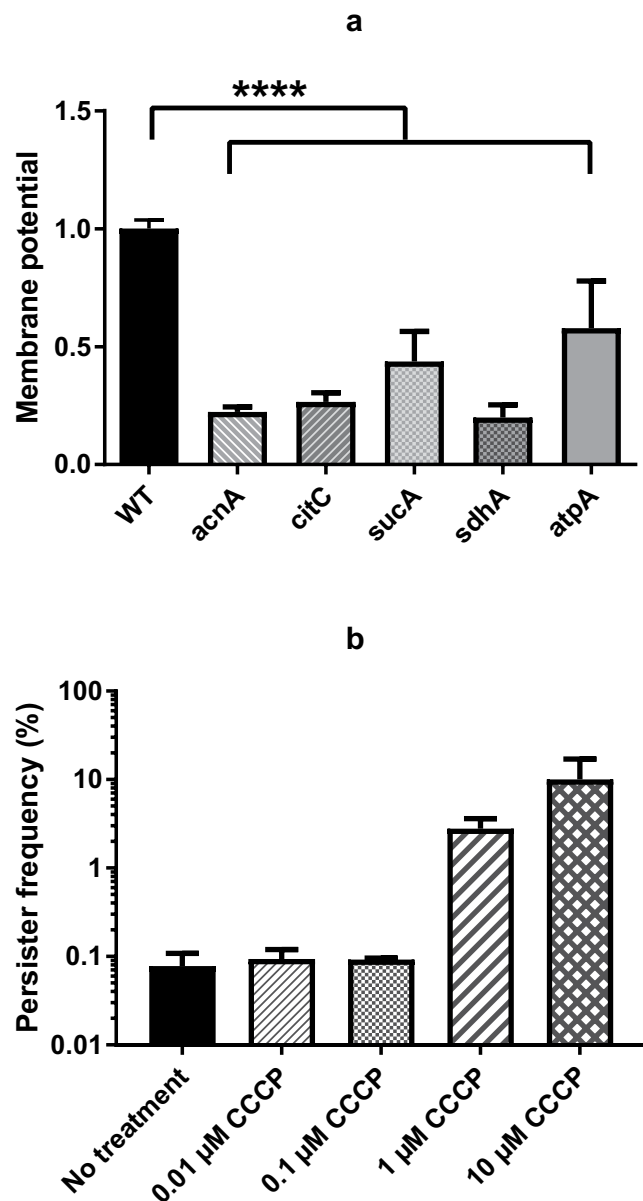 a
****
Membrane potential
1.5
1.0
0.5
0.0
WT
acnA
citC
sucA
sdhA
atpA
b
Persister frequency (%)
100
10
1
0.1
0.01
No treatment
0.01 µM CCCP
0.1 µM CCCP
1 µM CCCP
10 µM CCCP